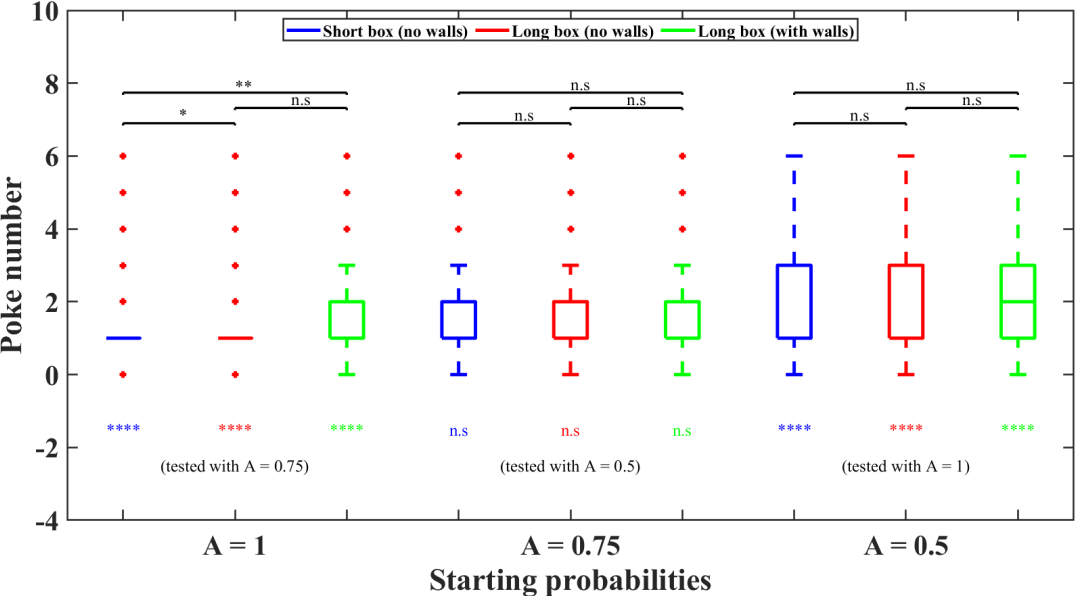 10
8
6
4
2
0
-2
-4
Poke number
Short box (no walls) Long box (no walls) Long box (with walls)
** n.s n.s
n.s n.s n.s
* n.s n.s
**** **** **** n.s n.s n.s **** **** ****
(tested with A = 0.75) (tested with A = 0.5) (tested with A = 1)
A = 1 A = 0.75 A = 0.5
Starting probabilities